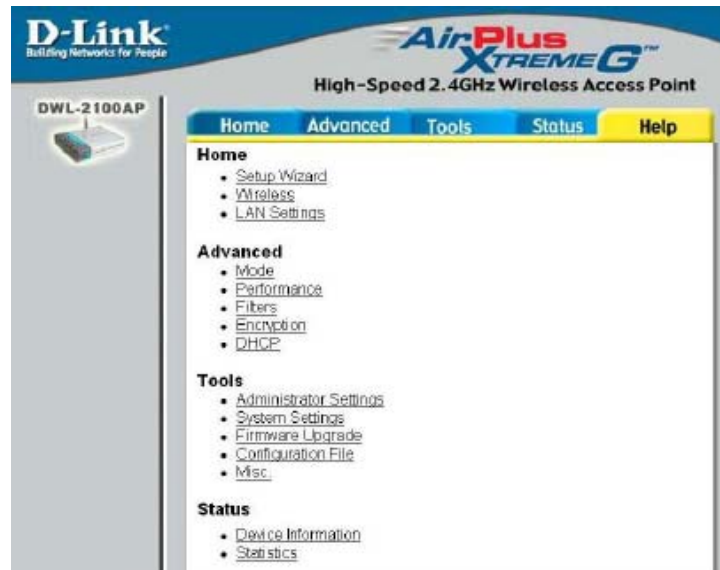 D-Link
Building Networks for People
AirPlus
XTREME G™
High-Speed 2.4GHz Wireless Access Point
DWL-2100AP
Home Advanced Tools Status Help
Home
• Setup Wizard
• Wireless
• LAN Settings
Advanced
• Mode
• Performance
• Filters
• Encryption
• DHCP
Tools
• Administrator Settings
• System Settings
• Firmware Upgrade
• Configuration File
• Misc.
Status
• Device Information
• Statistics